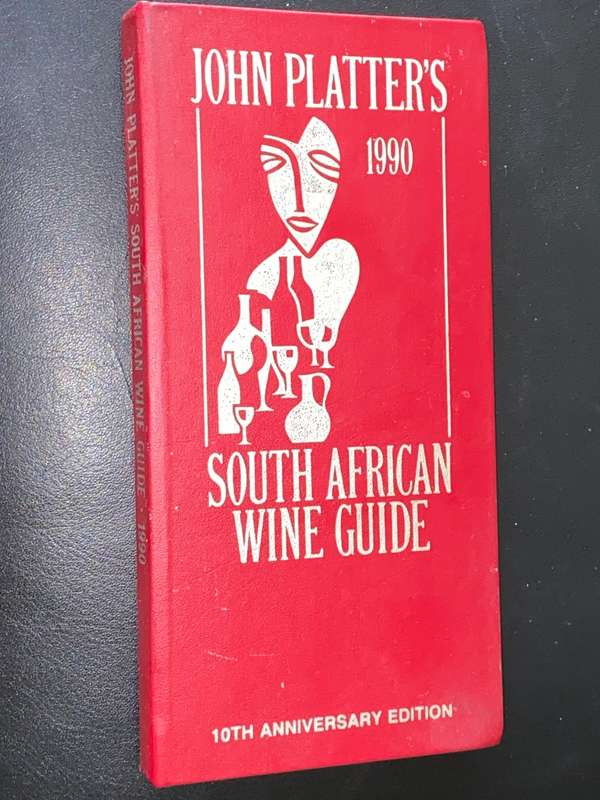 JOHN PLATTER'S
1990
SOUTH AFRICAN
WINE GUIDE
10TH ANNIVERSARY EDITION
JOHN PLATTER'S SOUTH AFRICAN WINE GUIDE · 1990